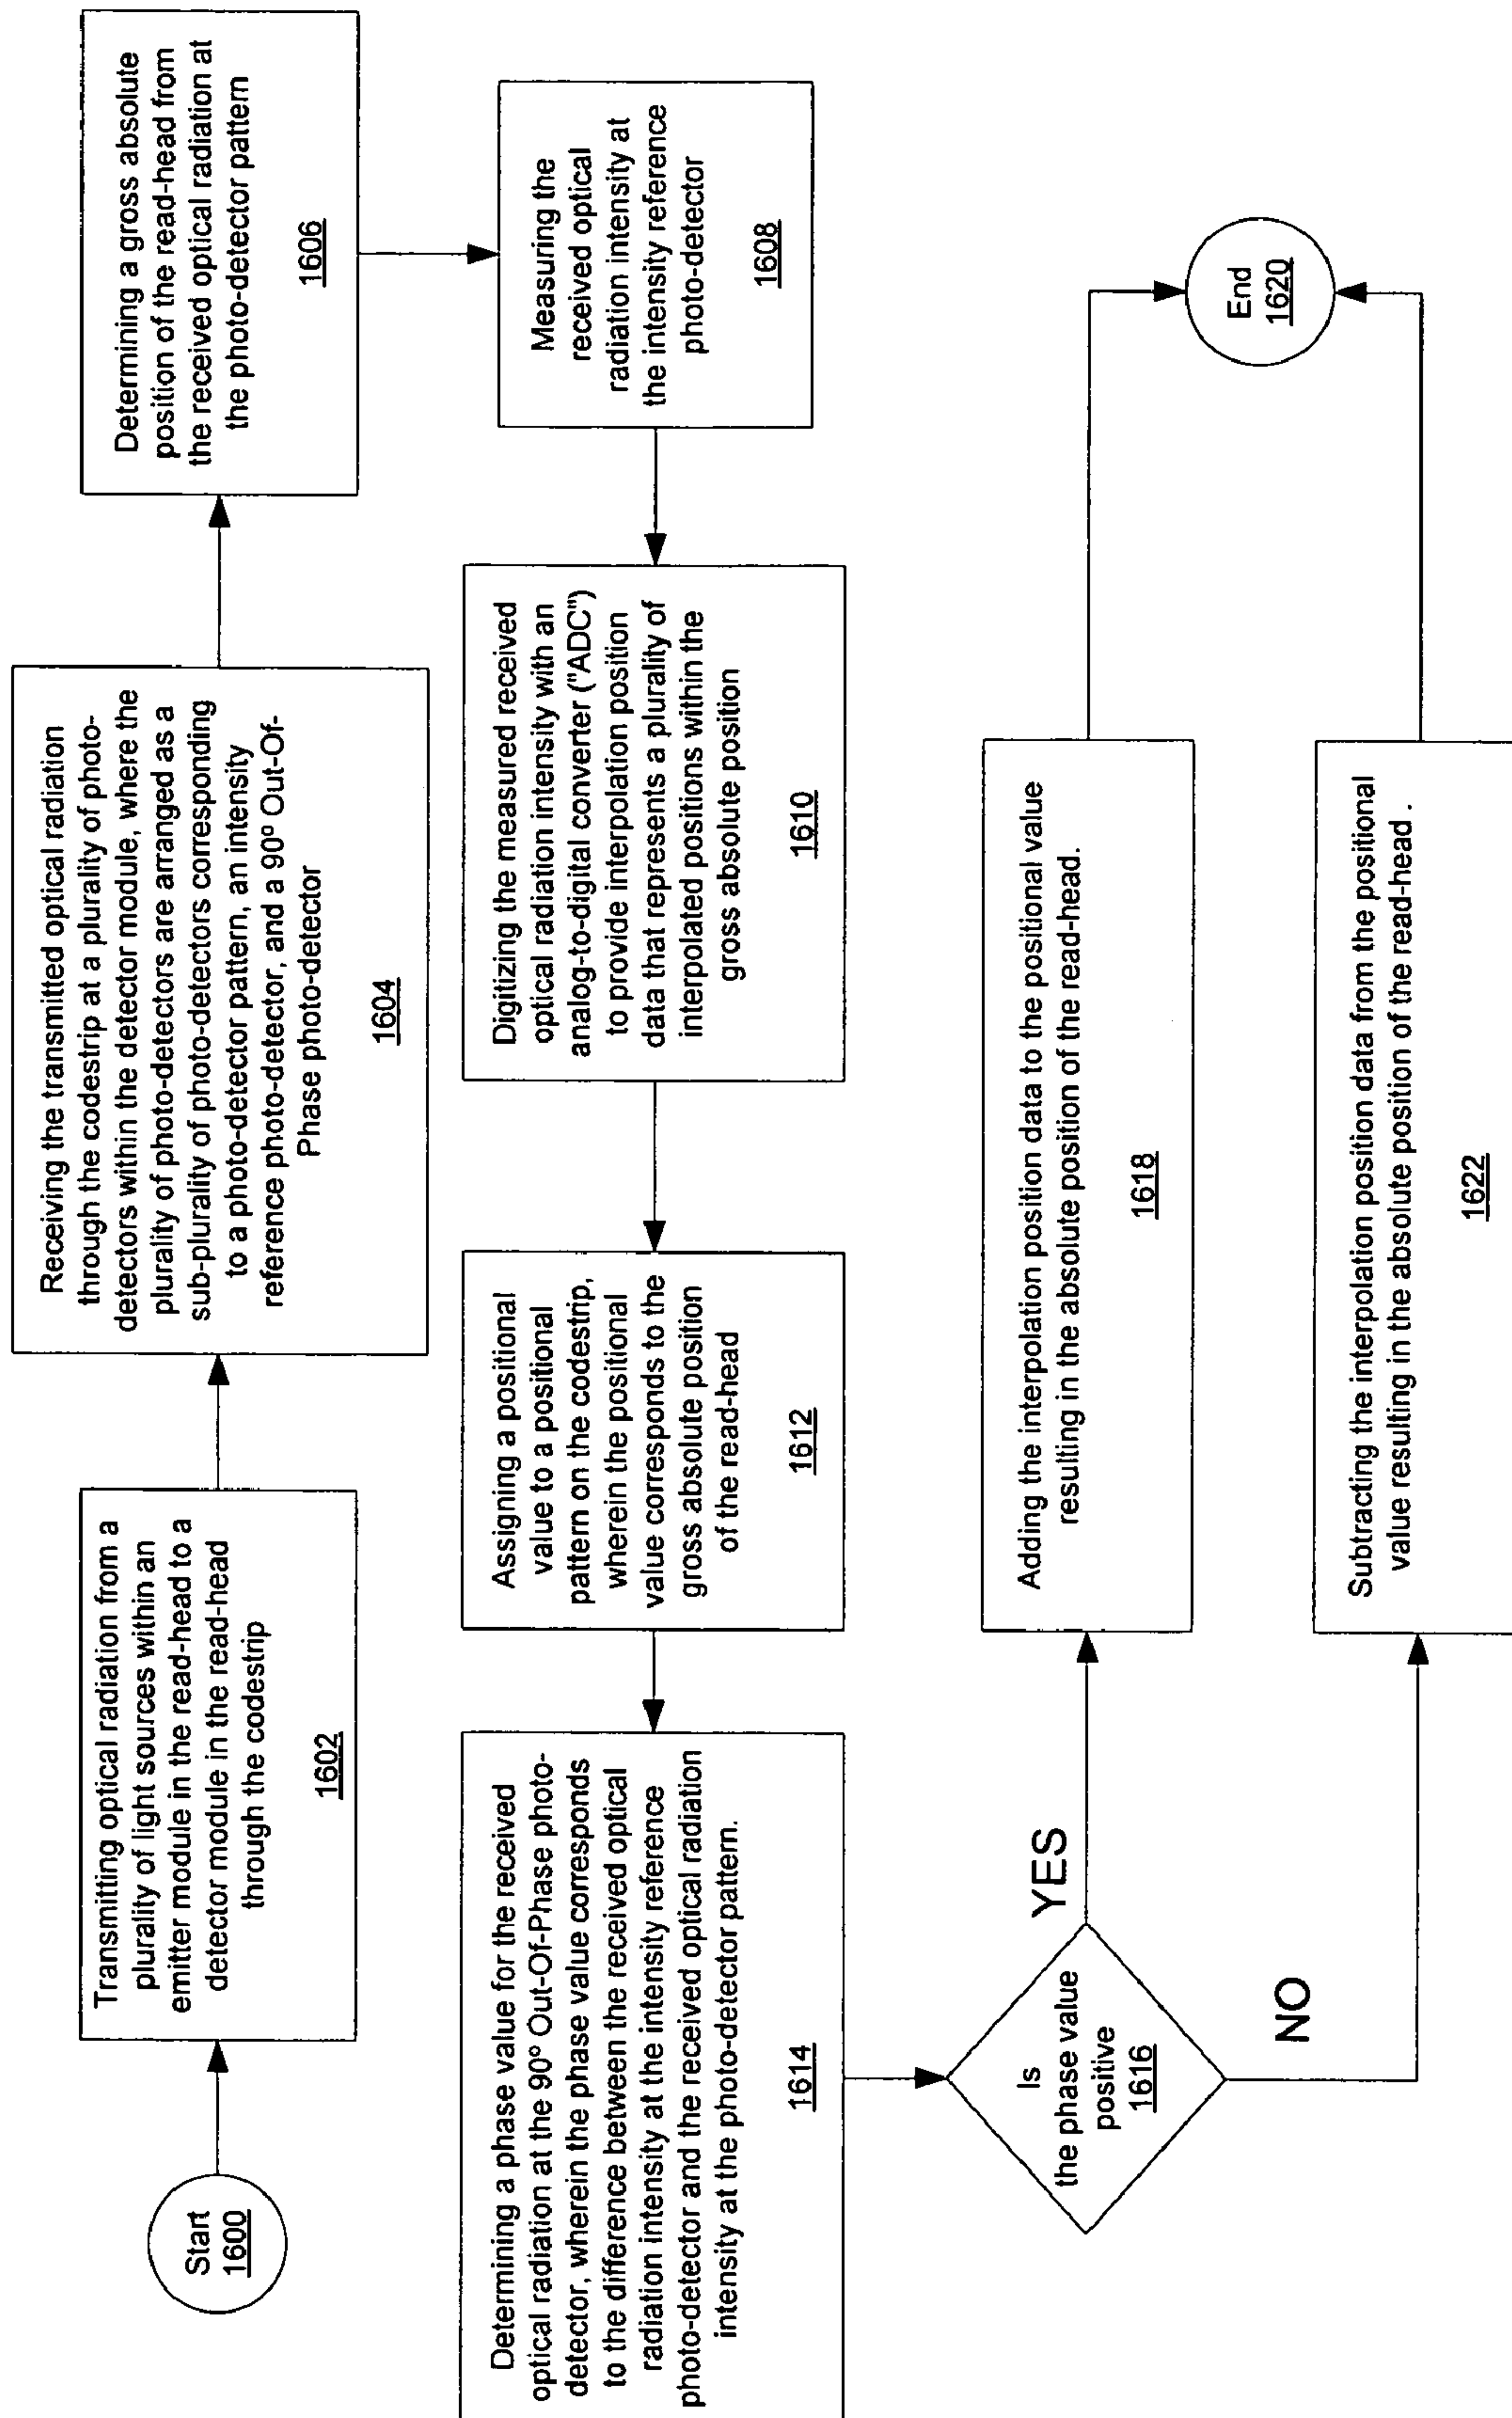 Start
1600
Transmitting optical radiation from a
plurality of light sources within an
emitter module in the read-head to a
detector module in the read-head
through the codestrip
1602
Receiving the transmitted optical radiation
through the codestrip at a plurality of photo-
detectors within the detector module, where the
plurality of photo-detectors are arranged as a
sub-plurality of photo-detectors corresponding
to a photo-detector pattern, an intensity
reference photo-detector, and a 90° Out-Of-
Phase photo-detector
1604
Determining a gross absolute
position of the read-head from
the received optical radiation at
the photo-detector pattern
1606
Measuring the
received optical
radiation intensity at
the intensity reference
photo-detector
1608
Digitizing the measured received
optical radiation intensity with an
analog-to-digital converter ("ADC")
to provide interpolation position
data that represents a plurality of
interpolated positions within the
gross absolute position
1610
Assigning a positional
value to a positional
pattern on the codestrip,
wherein the positional
value corresponds to the
gross absolute position
of the read-head
1612
Determining a phase value for the received
optical radiation at the 90° Out-Of-Phase photo-
detector, wherein the phase value corresponds
to the difference between the received optical
radiation intensity at the intensity reference
photo-detector and the received optical radiation
intensity at the photo-detector pattern.
1614
Is
the phase value
positive
1616
YES
NO
Adding the interpolation position data to the positional value
resulting in the absolute position of the read-head.
1618
Subtracting the interpolation position data from the positional
value resulting in the absolute position of the read-head .
1622
End
1620